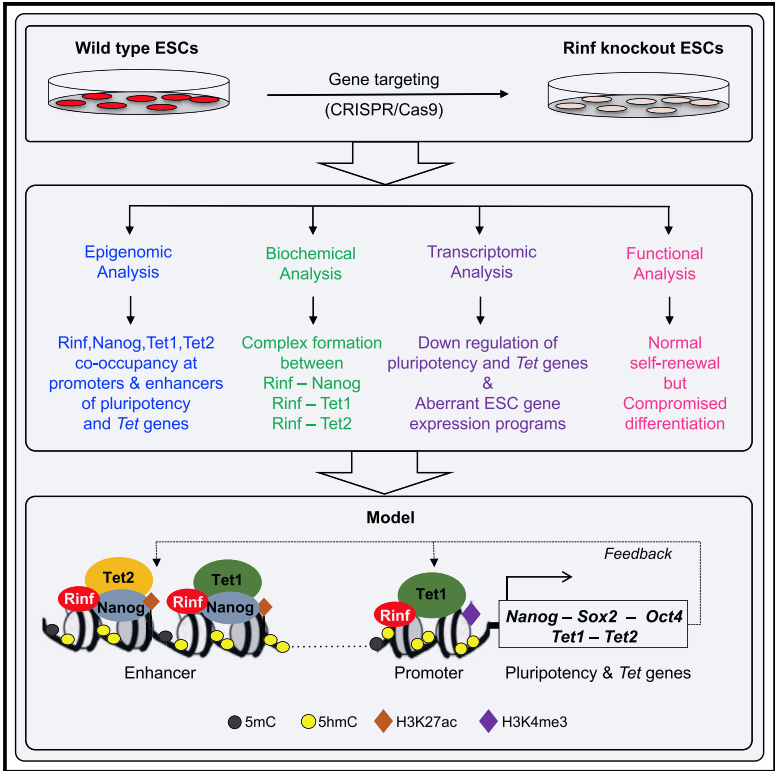 Wild type ESCs
Rinf knockout ESCs
Gene targeting
(CRISPR/Cas9)
Epigenomic
Analysis
Biochemical
Analysis
Transcriptomic
Analysis
Functional
Analysis
Rinf,Nanog,Tet1,Tet2
co-occupancy at
promoters & enhancers
of pluripotency
and Tet genes
Complex formation
between
Rinf – Nanog
Rinf – Tet1
Rinf – Tet2
Down regulation of
pluripotency and Tet genes
&
Aberrant ESC gene
expression programs
Normal
self-renewal
but
Compromised
differentiation
Model
Feedback
Tet2
Rinf
Nanog
Tet1
Rinf
Nanog
Tet1
Rinf
Nanog – Sox2 – Oct4
Tet1 – Tet2
Enhancer
Promoter
Pluripotency & Tet genes
5mC
5hmC
H3K27ac
H3K4me3